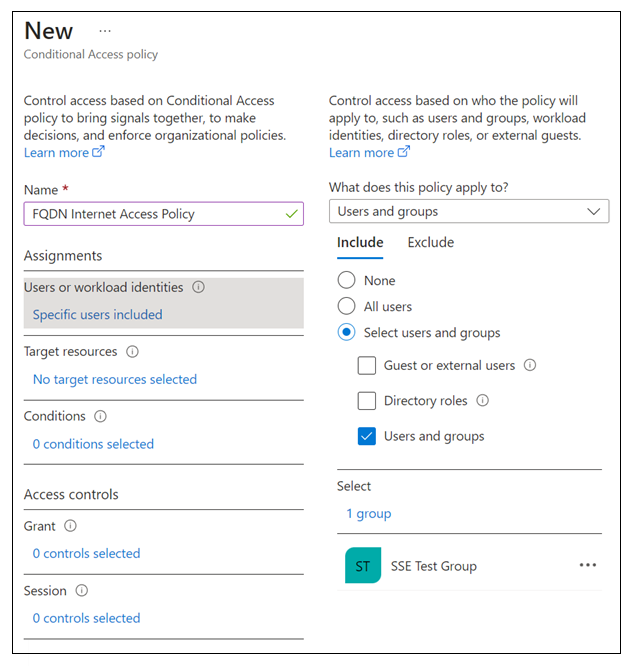 New ...
Conditional Access policy
Control access based on Conditional Access
policy to bring signals together, to make
decisions, and enforce organizational policies.
Learn more
Name *
FQDN Internet Access Policy
Assignments
Users or workload identities
Specific users included
Target resources
No target resources selected
Conditions
0 conditions selected
Access controls
Grant
0 controls selected
Session
0 controls selected
Control access based on who the policy will
apply to, such as users and groups, workload
identities, directory roles, or external guests.
Learn more
What does this policy apply to?
Users and groups
Include Exclude
None
All users
Select users and groups
Guest or external users
Directory roles
Users and groups
Select
1 group
ST SSE Test Group ...